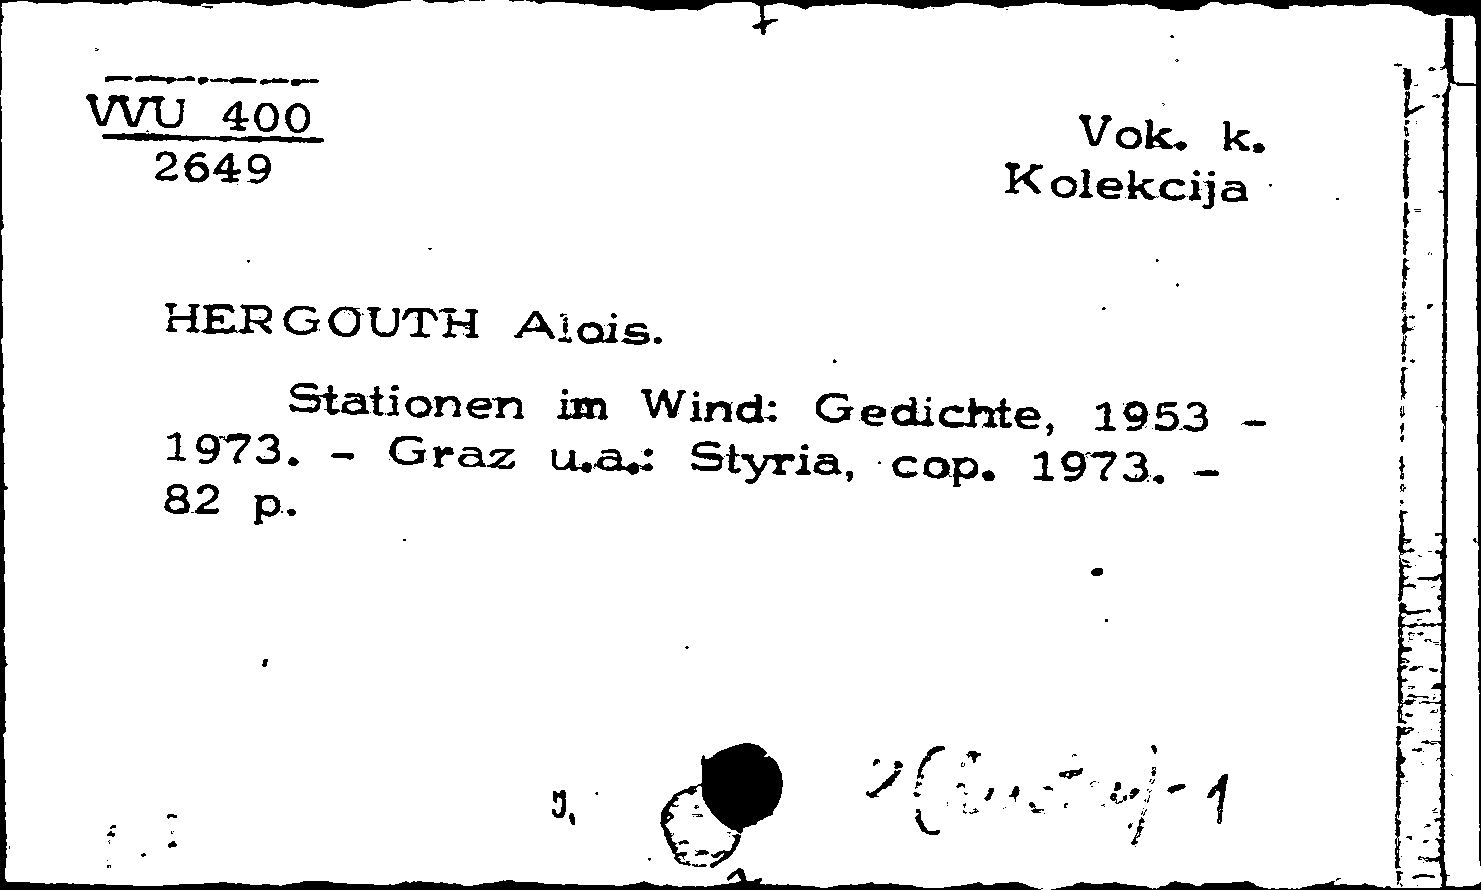 VVU 400
2649
Vok. k.
Kolekcija
HERGOUTH Alois.
Stationen im Wind: Gedichte, 1953 –
1973. – Graz u.a.: Styria, cop. 1973. –
82 p.